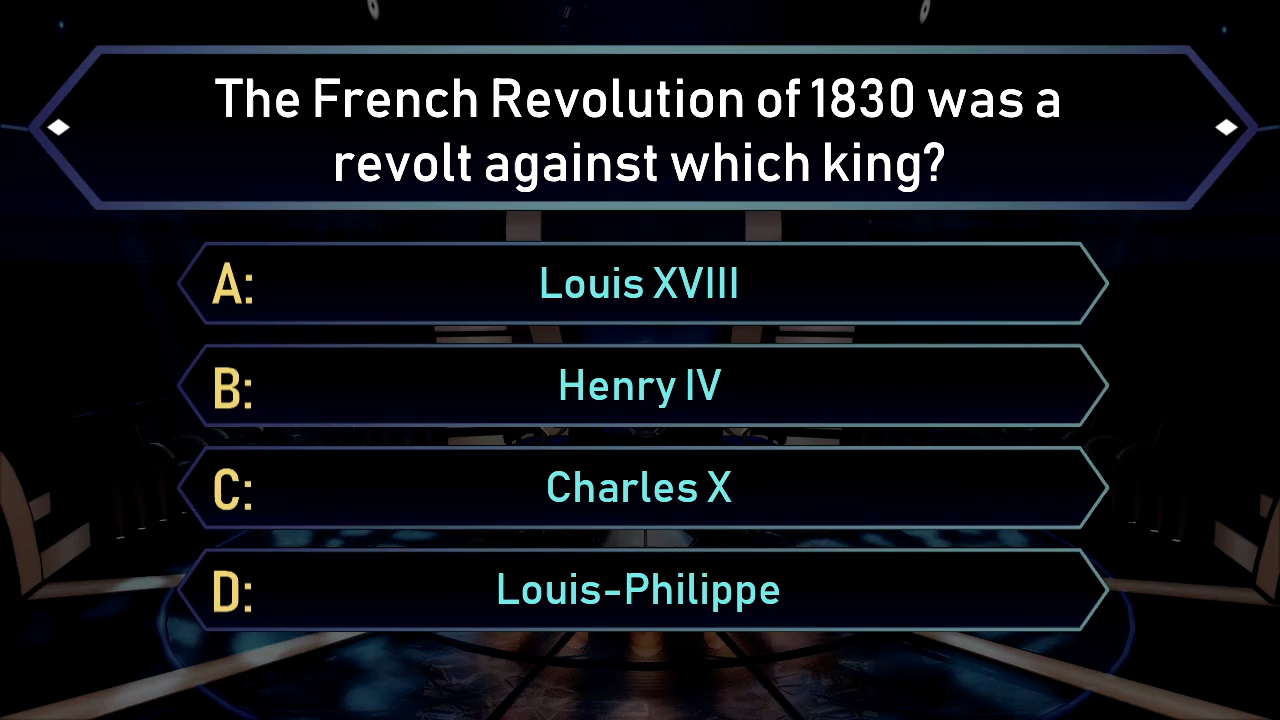 The French Revolution of 1830 was a
revolt against which king?
A: Louis XVIII
B: Henry IV
C: Charles X
D: Louis-Philippe